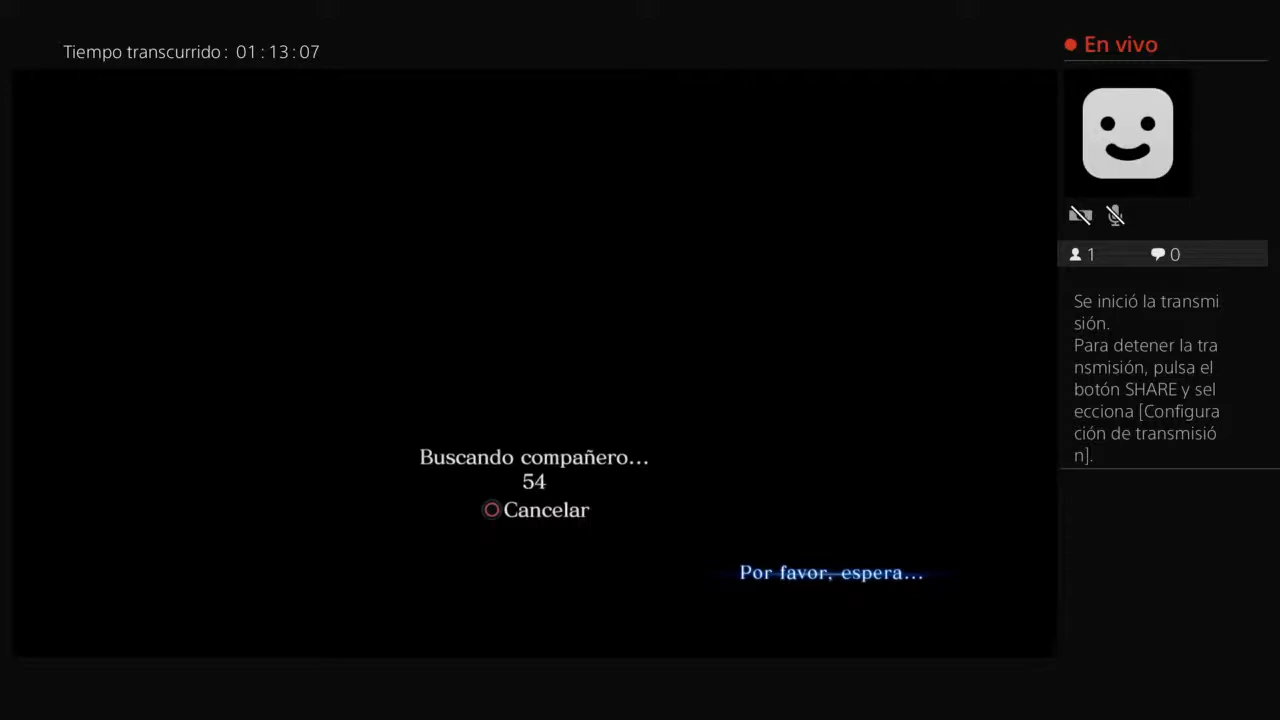 Tiempo transcurrido: 01:13:07
En vivo
1 0
Se inició la transmi
sión.
Para detener la tra
nsmisión, pulsa el
botón SHARE y sel
ecciona [Configura
ción de transmisió
n].
Buscando compañero...
54
Cancelar
Por favor, espera...